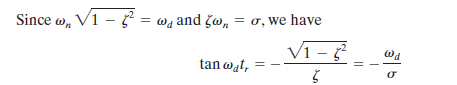 Since ωₙ √1 − ζ² = ω_d and ζωₙ = σ, we have
tan ω_d t_r = − √1 − ζ² / ζ = − ω_d / σ